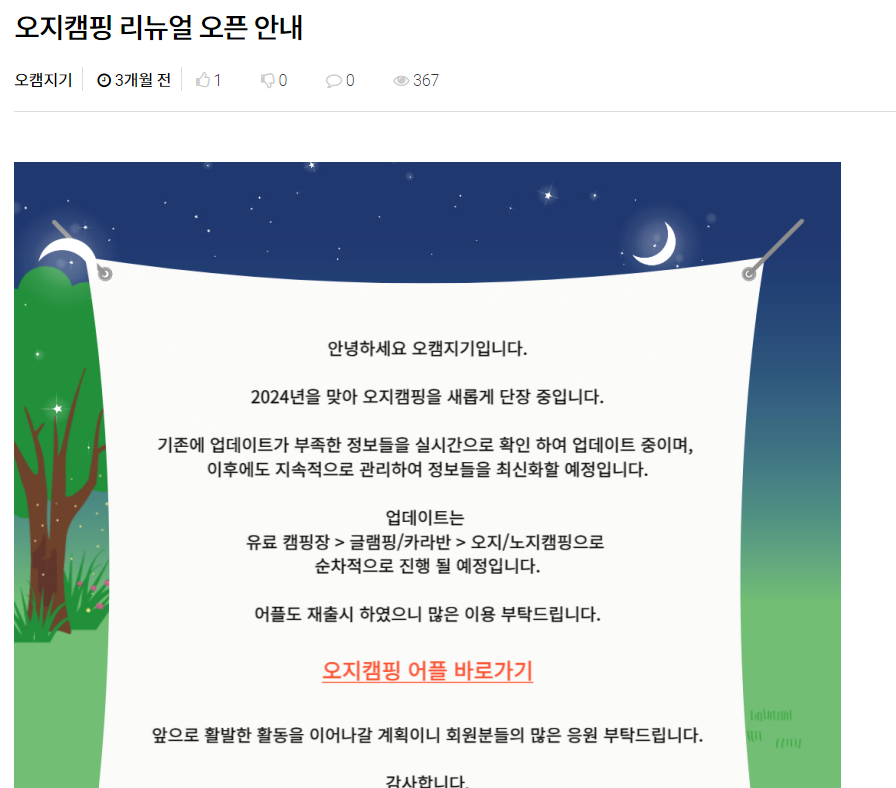 오지캠핑 리뉴얼 오픈 안내
오캠지기 3개월 전 1 0 0 367
안녕하세요 오캠지기입니다.
2024년을 맞아 오지캠핑을 새롭게 단장 중입니다.
기존에 업데이트가 부족한 정보들을 실시간으로 확인 하여 업데이트 중이며,
이후에도 지속적으로 관리하여 정보들을 최신화할 예정입니다.
업데이트는
유료 캠핑장 > 글램핑/카라반 > 오지/노지캠핑으로
순차적으로 진행 될 예정입니다.
어플도 재출시 하였으니 많은 이용 부탁드립니다.
오지캠핑 어플 바로가기
앞으로 활발한 활동을 이어나갈 계획이니 회원분들의 많은 응원 부탁드립니다.
감사합니다.